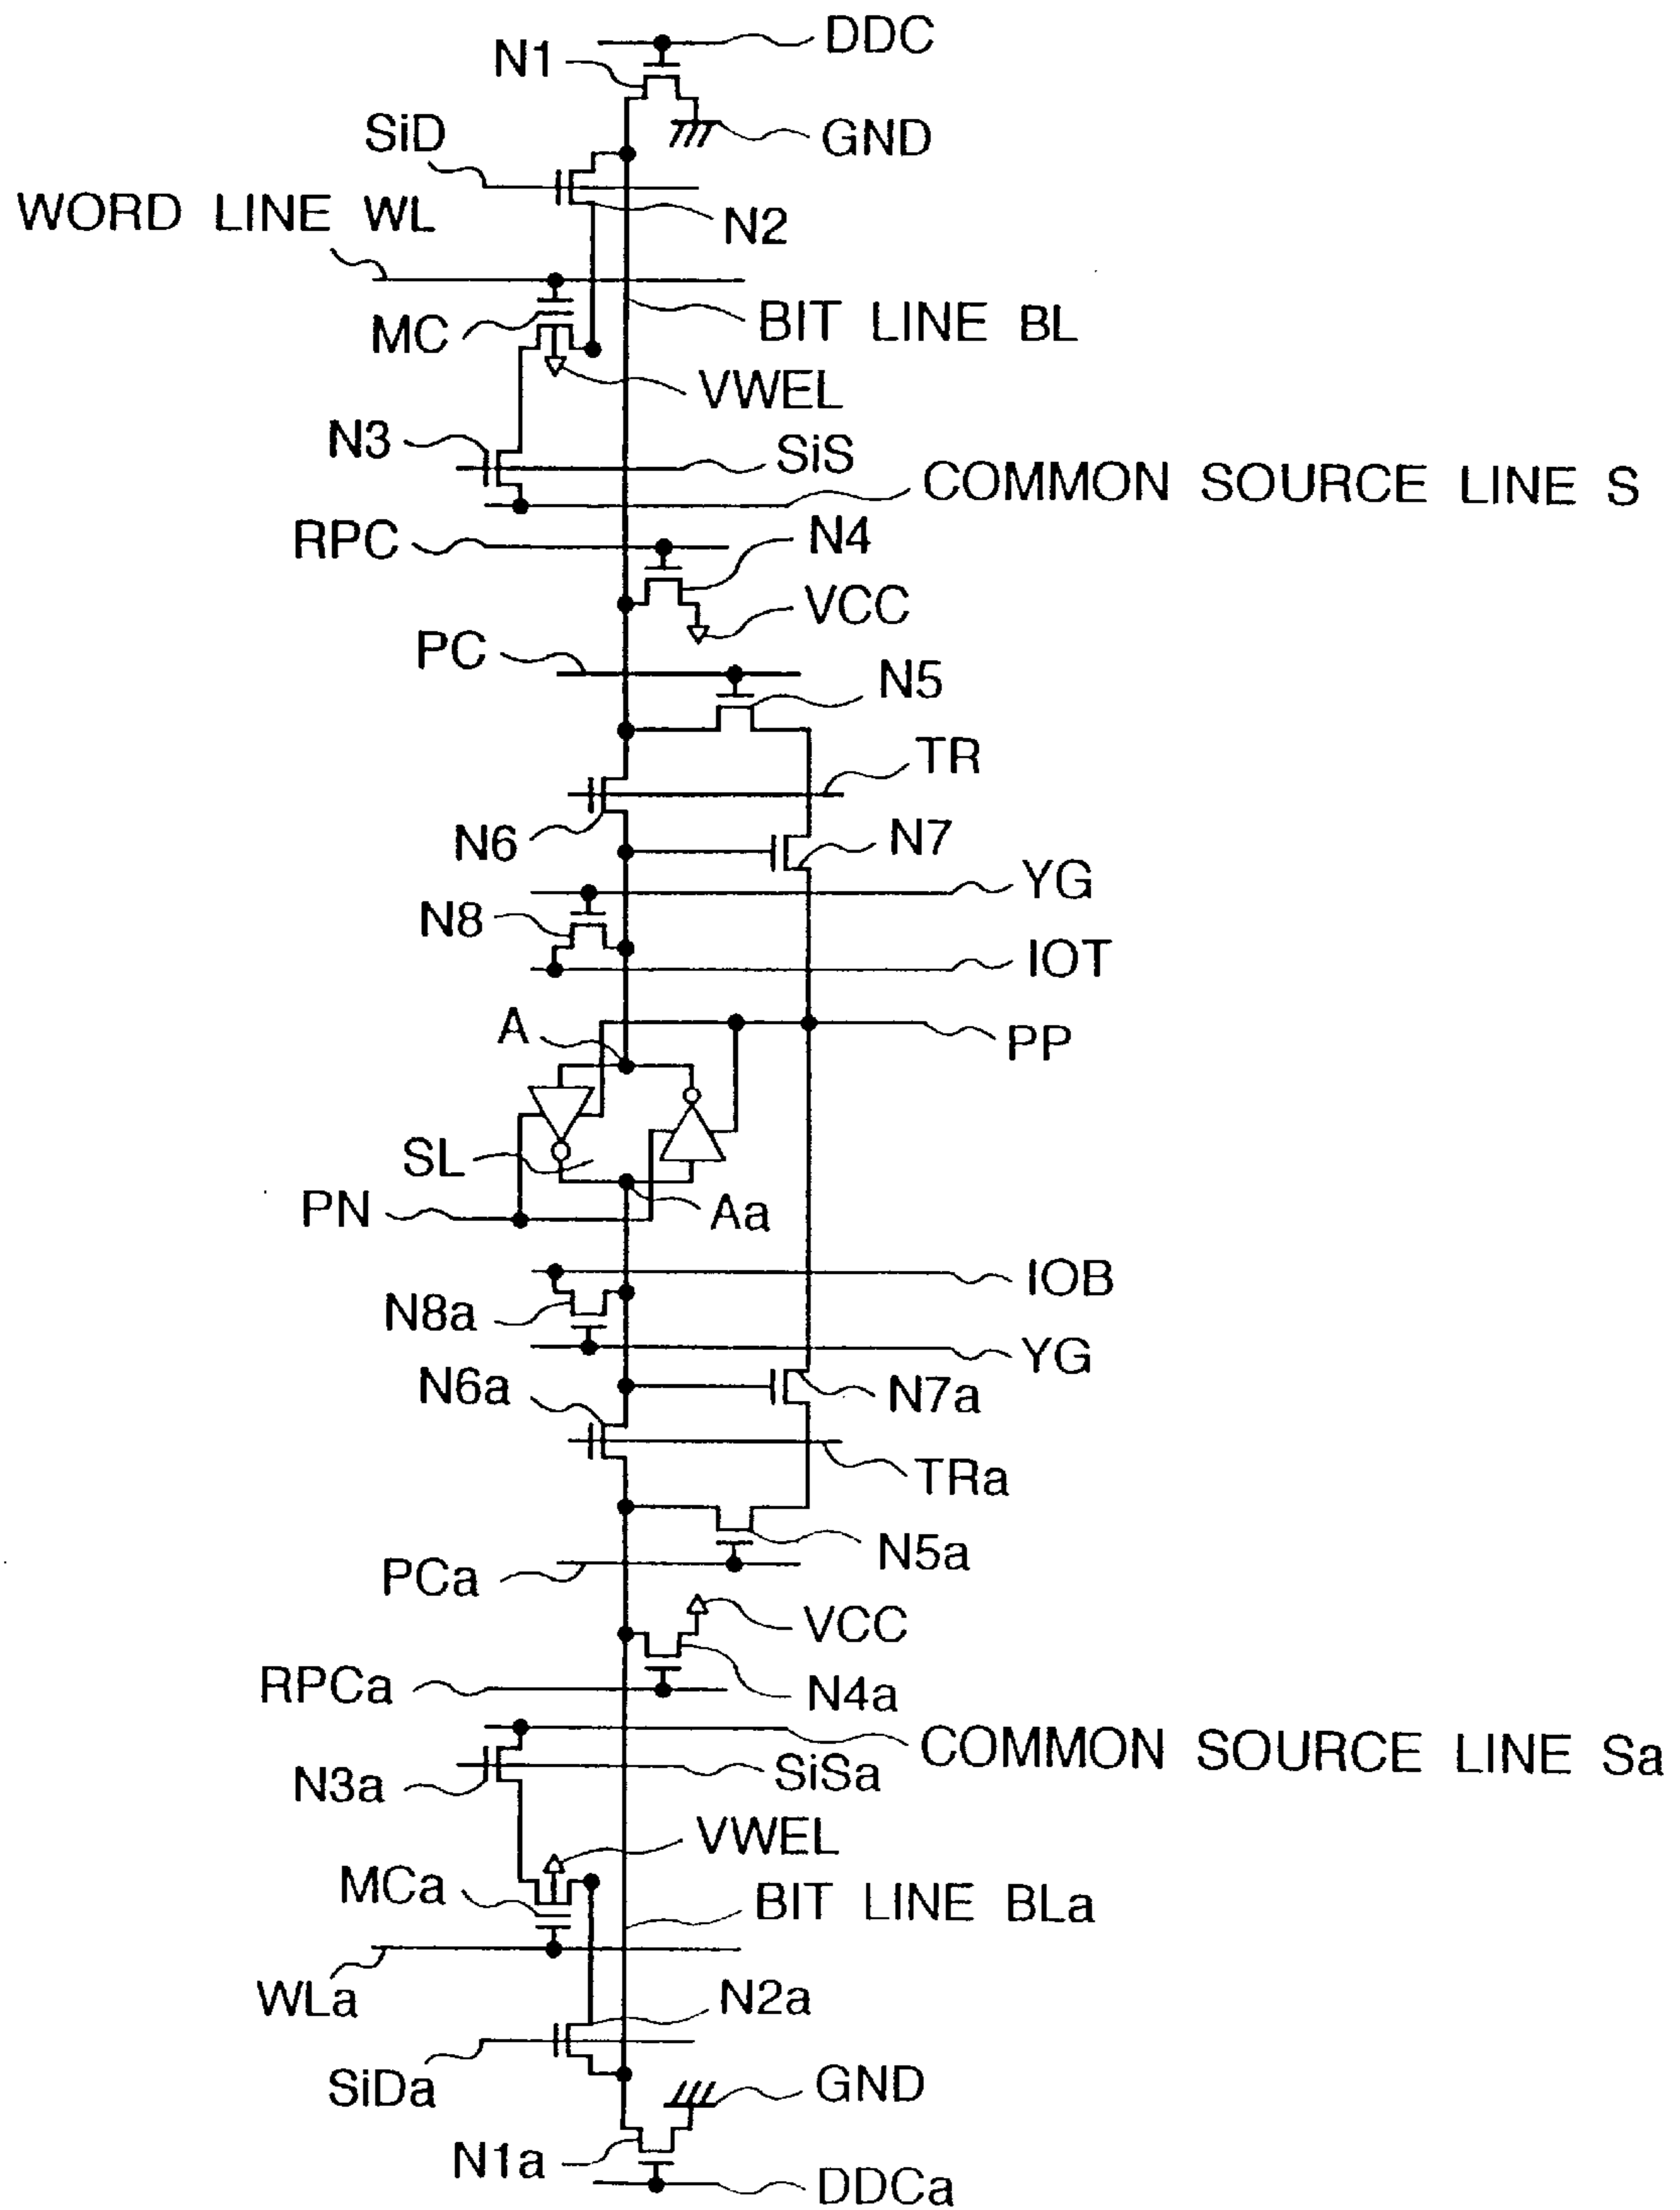 DDC
N1
GND
SiD
N2
WORD LINE WL
BIT LINE BL
MC
VWEL
N3
SiS
COMMON SOURCE LINE S
RPC
N4
VCC
PC
N5
TR
N6
N7
YG
N8
IOT
A
PP
SL
PN
Aa
IOB
N8a
YG
N6a
N7a
TRa
N5a
PCa
VCC
RPCa
N4a
COMMON SOURCE LINE Sa
N3a
SiSa
VWEL
MCa
BIT LINE BLa
WLa
N2a
SiDa
GND
N1a
DDCa